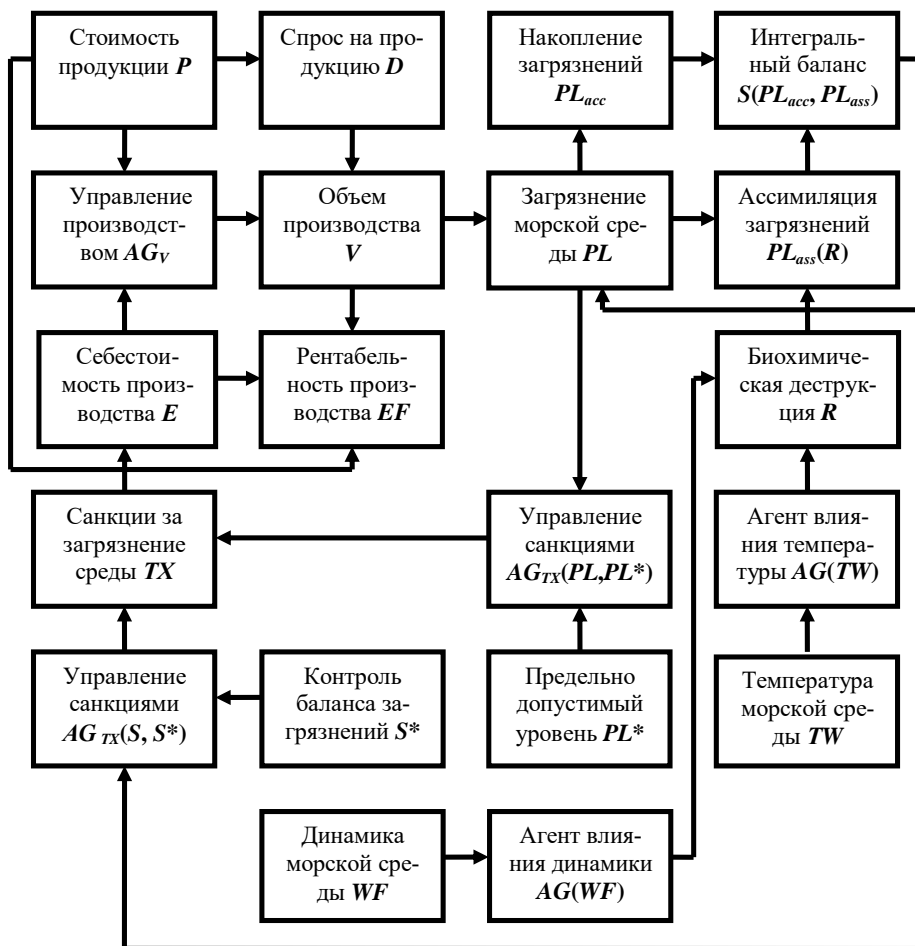 Стоимость
продукции P
Спрос на про-
дукцию D
Накопление
загрязнений
PLacc
Интеграль-
ный баланс
S(PLacc, PLass)
Управление
производст-
вом AGV
Объем
производства
V
Загрязнение
морской сре-
ды PL
Ассимиляция
загрязнений
PLass(R)
Себестои-
мость произ-
водства E
Рентабель-
ность произ-
водства EF
Биохимиче-
ская деструк-
ция R
Санкции за
загрязнение
среды TX
Управление
санкциями
AGTX(PL,PL*)
Агент влия-
ния темпера-
туры AG(TW)
Управление
санкциями
AG TX(S, S*)
Контроль
баланса за-
грязнений S*
Предельно
допустимый
уровень PL*
Температура
морской сре-
ды TW
Динамика
морской сре-
ды WF
Агент влия-
ния динамики
AG(WF)